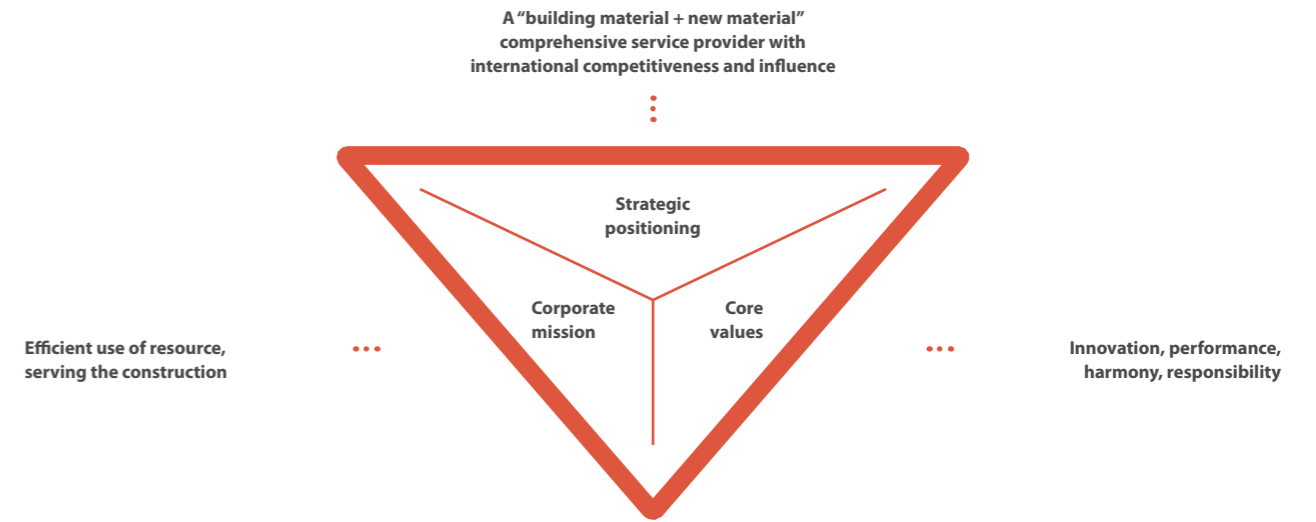 A “building material + new material”
comprehensive service provider with
international competitiveness and influence
Strategic
positioning
Corporate
mission
Core
values
Efficient use of resource,
serving the construction
Innovation, performance,
harmony, responsibility